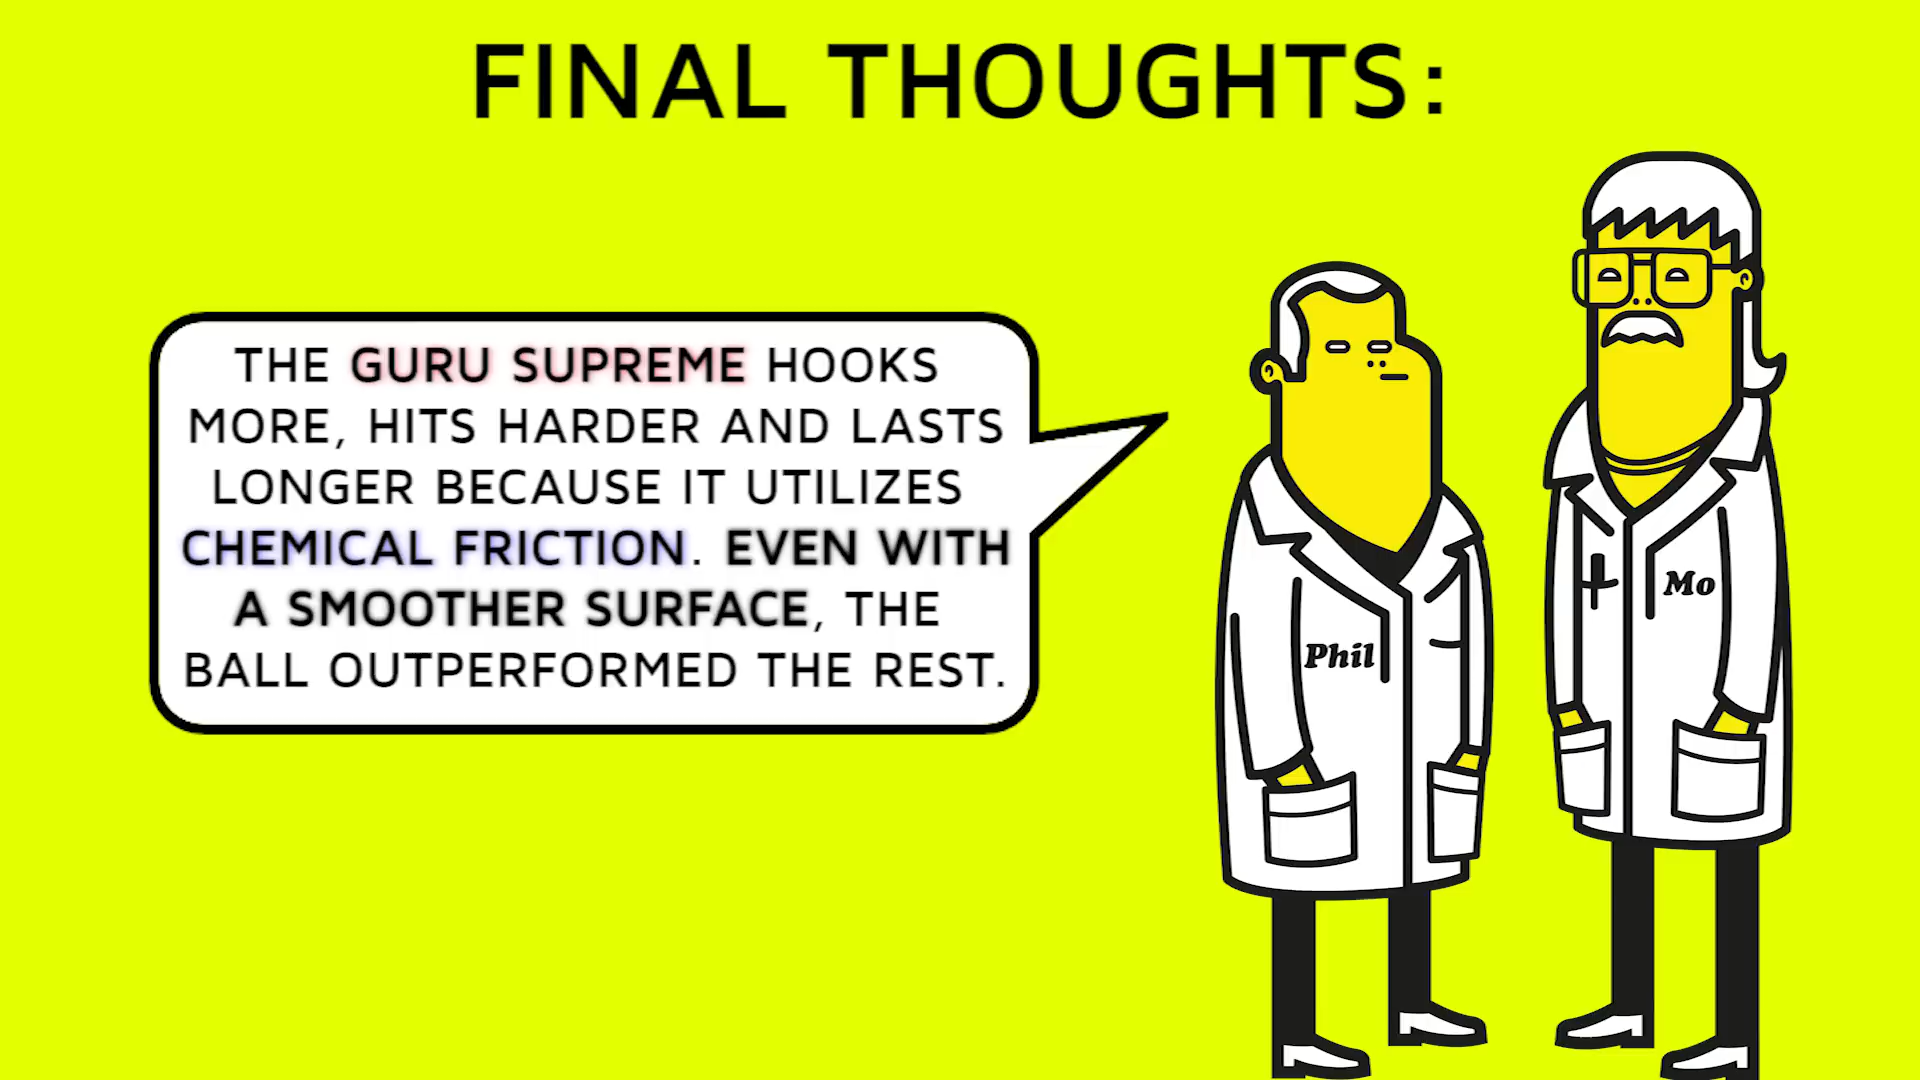 FINAL THOUGHTS:
THE GURU SUPREME HOOKS
MORE, HITS HARDER AND LASTS
LONGER BECAUSE IT UTILIZES
CHEMICAL FRICTION. EVEN WITH
A SMOOTHER SURFACE, THE
BALL OUTPERFORMED THE REST.
Phil
Mo